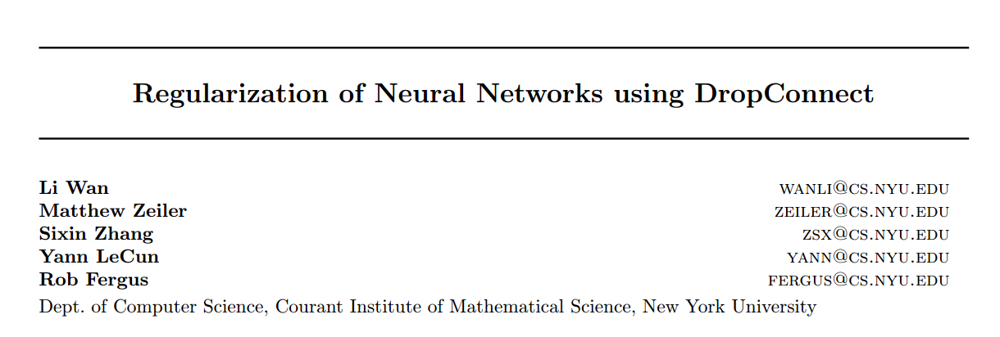 Regularization of Neural Networks using DropConnect
Li Wan WANLI@CS.NYU.EDU
Matthew Zeiler ZEILER@CS.NYU.EDU
Sixin Zhang ZSX@CS.NYU.EDU
Yann LeCun YANN@CS.NYU.EDU
Rob Fergus FERGUS@CS.NYU.EDU
Dept. of Computer Science, Courant Institute of Mathematical Science, New York University